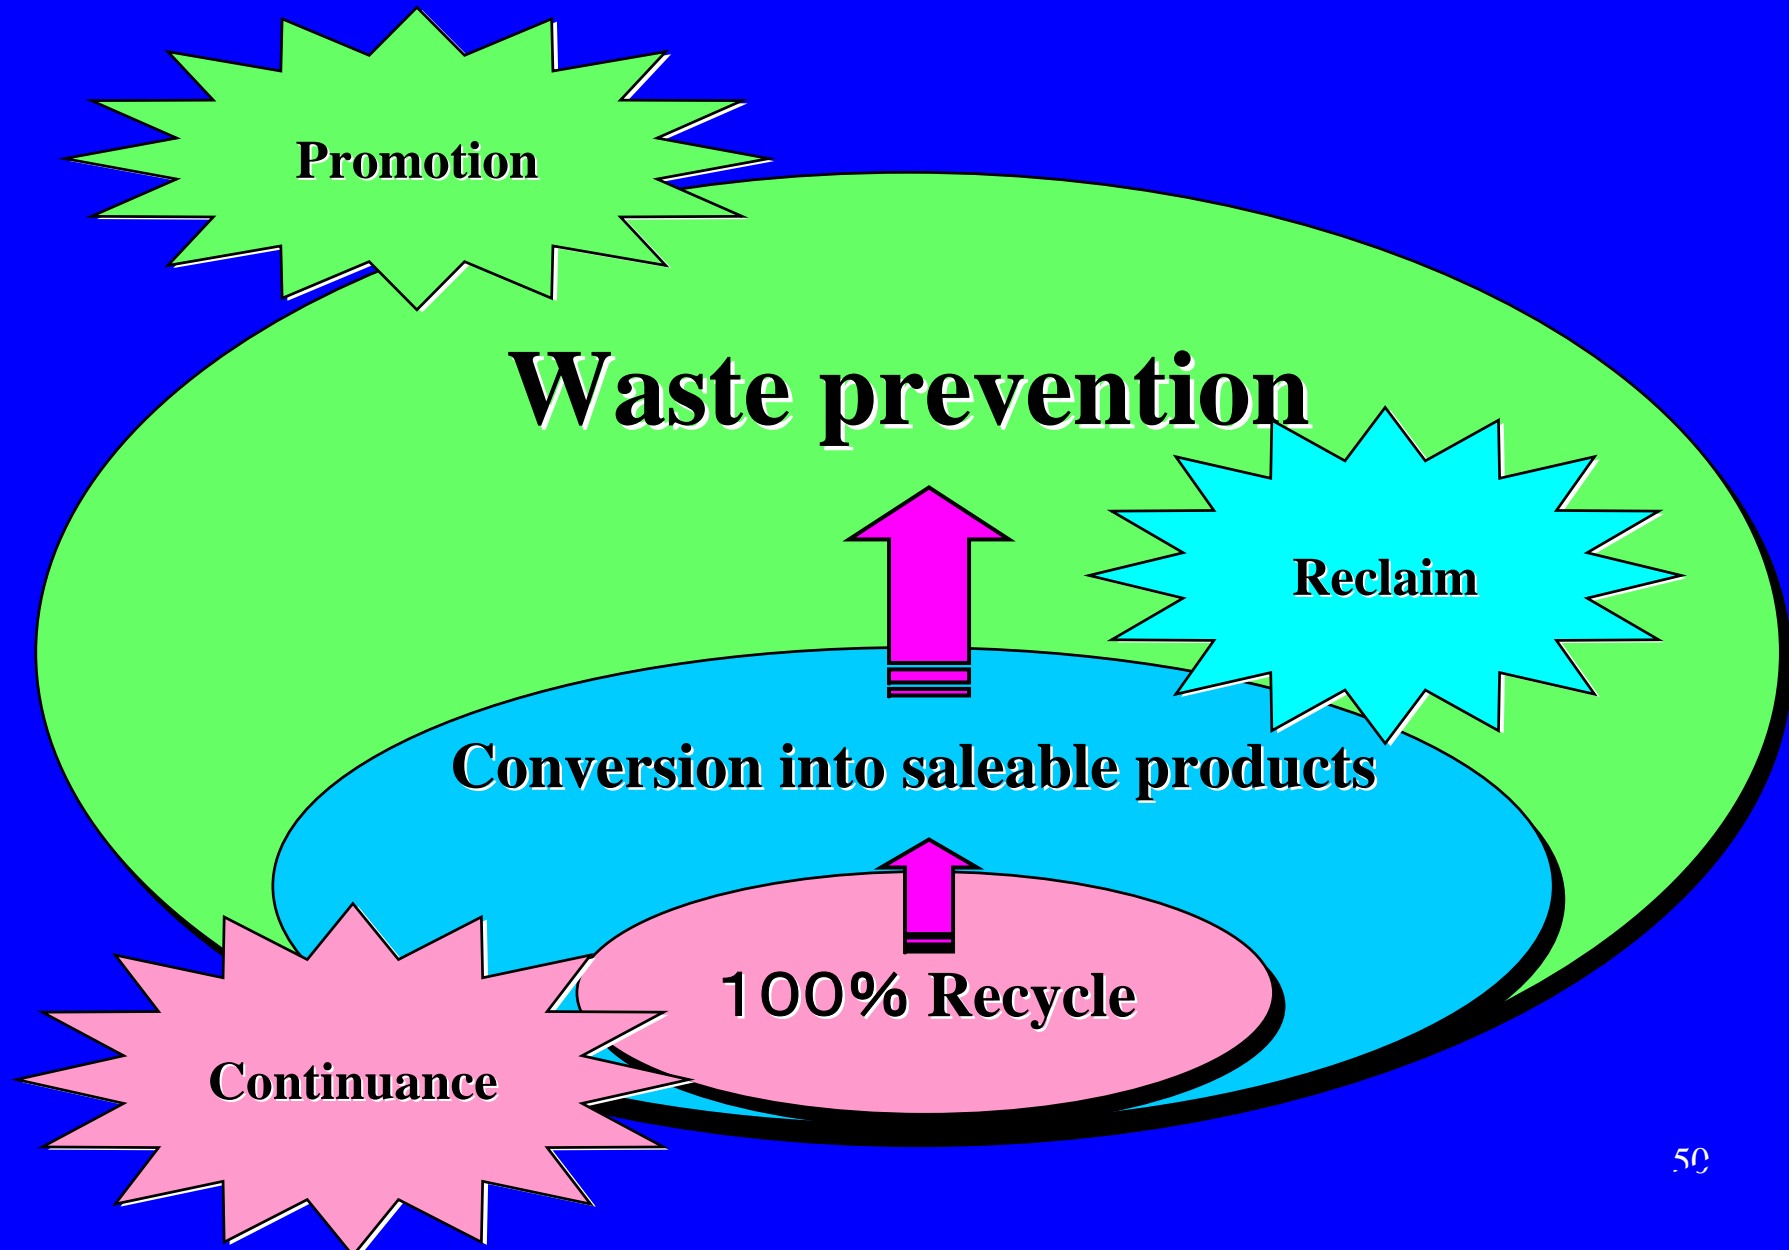 Promotion
Waste prevention
Reclaim
Conversion into saleable products
100% Recycle
Continuance
50